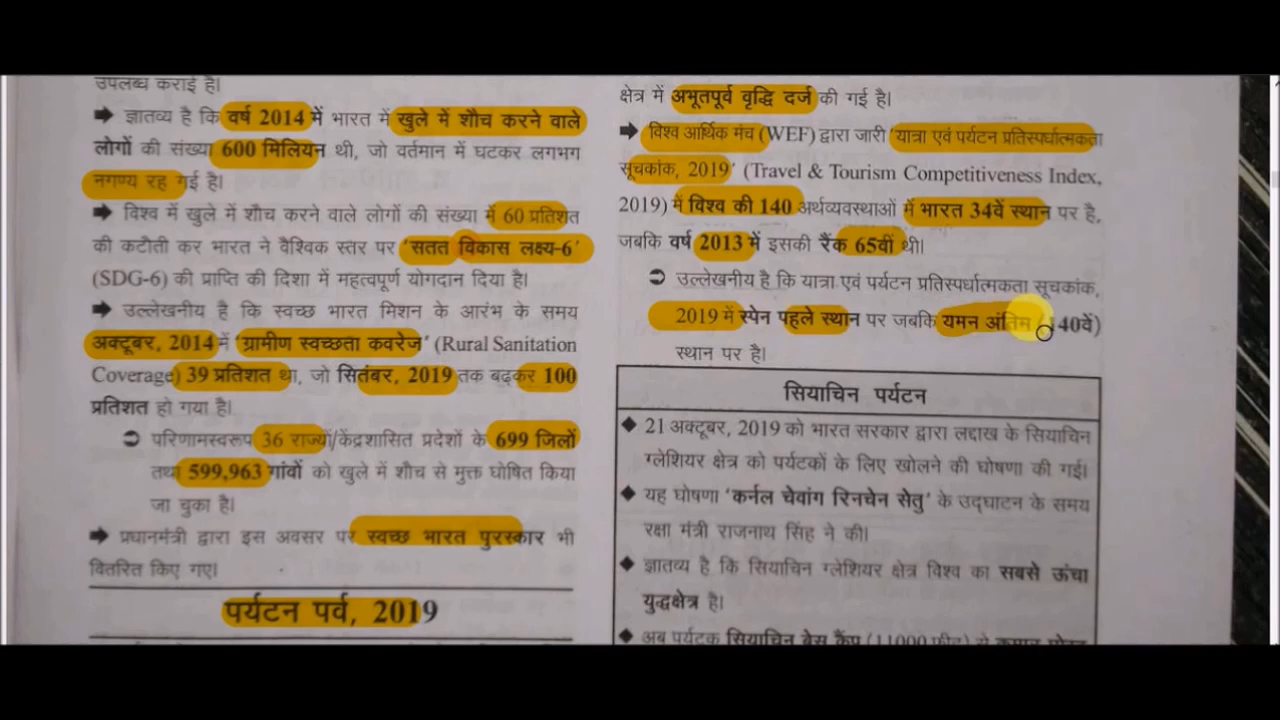 उपलब्ध कराई है।
➡ ज्ञातव्य है कि वर्ष 2014 में भारत में खुले में शौच करने वाले
लोगों की संख्या 600 मिलियन थी, जो वर्तमान में घटकर लगभग
नगण्य रह गई है।
➡ विश्व में खुले में शौच करने वाले लोगों की संख्या में 60 प्रतिशत
की कटौती कर भारत ने वैश्विक स्तर पर 'सतत विकास लक्ष्य-6'
(SDG-6) की प्राप्ति की दिशा में महत्वपूर्ण योगदान दिया है।
➡ उल्लेखनीय है कि स्वच्छ भारत मिशन के आरंभ के समय
अक्टूबर, 2014 में 'ग्रामीण स्वच्छता कवरेज' (Rural Sanitation
Coverage) 39 प्रतिशत था, जो सितंबर, 2019 तक बढ़कर 100
प्रतिशत हो गया है।
⊃ परिणामस्वरूप 36 राज्यों/केंद्रशासित प्रदेशों के 699 जिलों
तथा 599,963 गांवों को खुले में शौच से मुक्त घोषित किया
जा चुका है।
➡ प्रधानमंत्री द्वारा इस अवसर पर स्वच्छ भारत पुरस्कार भी
वितरित किए गए।
पर्यटन पर्व, 2019
क्षेत्र में अभूतपूर्व वृद्धि दर्ज की गई है।
➡ विश्व आर्थिक मंच (WEF) द्वारा जारी 'यात्रा एवं पर्यटन प्रतिस्पर्धात्मकता
सूचकांक, 2019' (Travel & Tourism Competitiveness Index,
2019) में विश्व की 140 अर्थव्यवस्थाओं में भारत 34वें स्थान पर है,
जबकि वर्ष 2013 में इसकी रैंक 65वीं थी।
⊃ उल्लेखनीय है कि यात्रा एवं पर्यटन प्रतिस्पर्धात्मकता सूचकांक,
2019 में स्पेन पहले स्थान पर जबकि यमन अंतिम (140वें)
स्थान पर है।
सियाचिन पर्यटन
◆ 21 अक्टूबर, 2019 को भारत सरकार द्वारा लद्दाख के सियाचिन
ग्लेशियर क्षेत्र को पर्यटकों के लिए खोलने की घोषणा की गई।
◆ यह घोषणा 'कर्नल चेवांग रिनचेन सेतु' के उद्घाटन के समय
रक्षा मंत्री राजनाथ सिंह ने की।
◆ ज्ञातव्य है कि सियाचिन ग्लेशियर क्षेत्र विश्व का सबसे ऊंचा
युद्धक्षेत्र है।
◆ अब पर्यटक सियाचिन बेस कैंप (11000 फीट) से कुमार पोस्ट